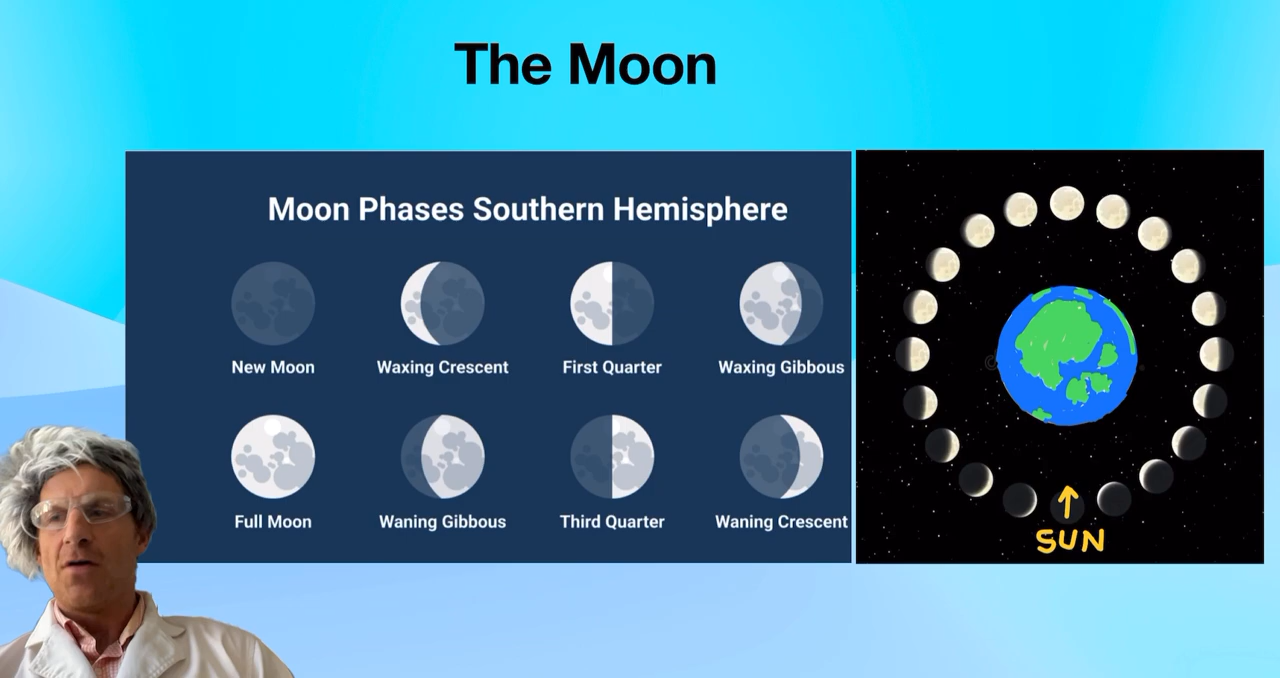 The Moon
Moon Phases Southern Hemisphere
New Moon
Waxing Crescent
First Quarter
Waxing Gibbous
Full Moon
Waning Gibbous
Third Quarter
Waning Crescent
SUN